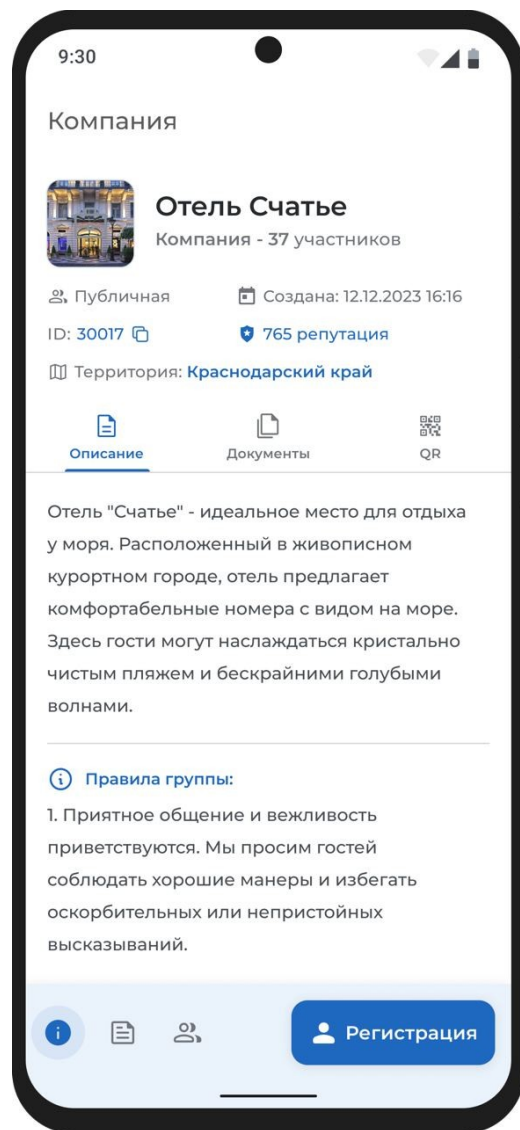 9:30
Компания
Отель Счатье
Компания - 37 участников
Публичная
Создана: 12.12.2023 16:16
ID: 30017
765 репутация
Территория: Краснодарский край
Описание
Документы
QR
Отель "Счатье" - идеальное место для отдыха
у моря. Расположенный в живописном
курортном городе, отель предлагает
комфортабельные номера с видом на море.
Здесь гости могут наслаждаться кристально
чистым пляжем и бескрайними голубыми
волнами.
Правила группы:
1. Приятное общение и вежливость
приветствуются. Мы просим гостей
соблюдать хорошие манеры и избегать
оскорбительных или непристойных
высказываний.
Регистрация